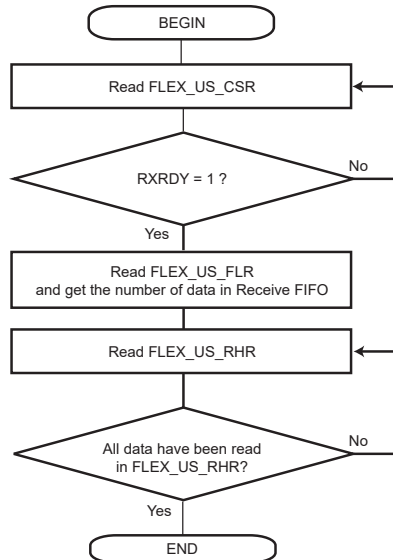 BEGIN
Read FLEX_US_CSR
RXRDY = 1 ?
No
Yes
Read FLEX_US_FLR
and get the number of data in Receive FIFO
Read FLEX_US_RHR
All data have been read
in FLEX_US_RHR?
No
Yes
END